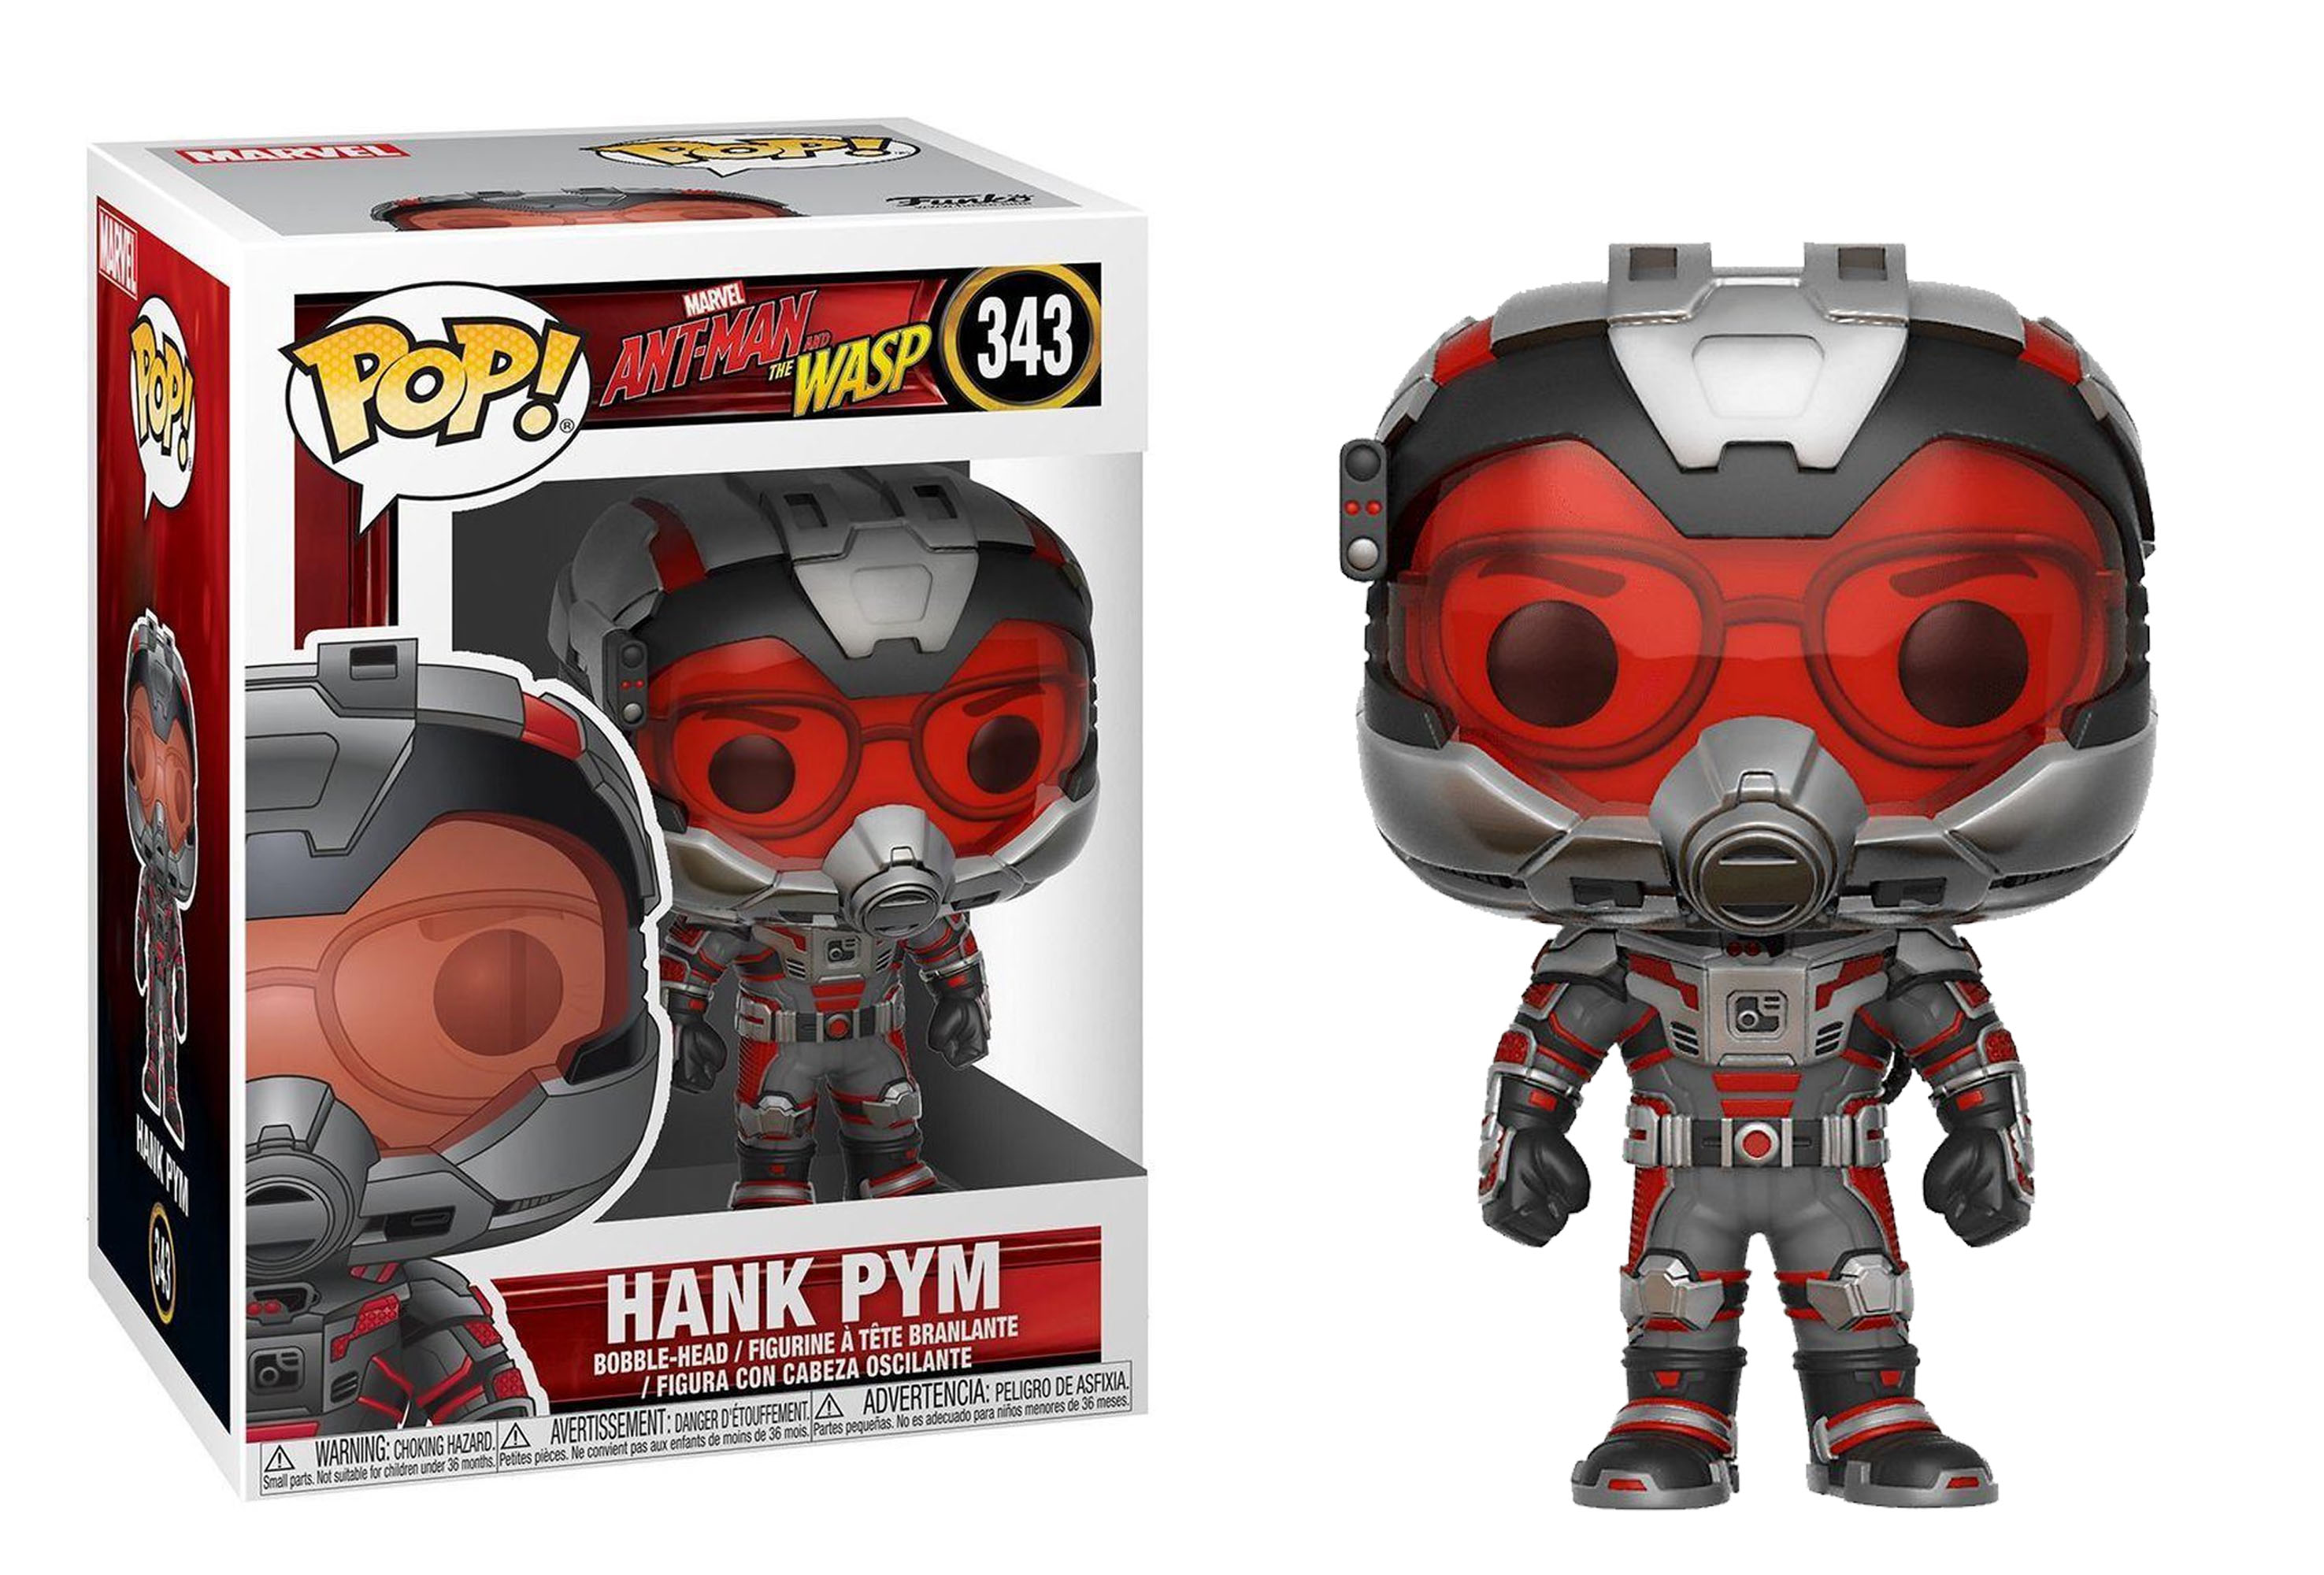 MARVEL
POP!
Funko
MARVEL
POP!
HANK PYM
343
POP!
®
MARVEL
ANT-MAN AND
THE WASP
343
HANK PYM
BOBBLE-HEAD / FIGURINE À TÊTE BRANLANTE
/ FIGURA CON CABEZA OSCILANTE
WARNING: CHOKING HAZARD.
Small parts. Not suitable for children under 36 months.
AVERTISSEMENT: DANGER D'ÉTOUFFEMENT.
Petites pièces. Ne convient pas aux enfants de moins de 36 mois.
ADVERTENCIA: PELIGRO DE ASFIXIA.
Partes pequeñas. No es adecuado para niños menores de 36 meses.